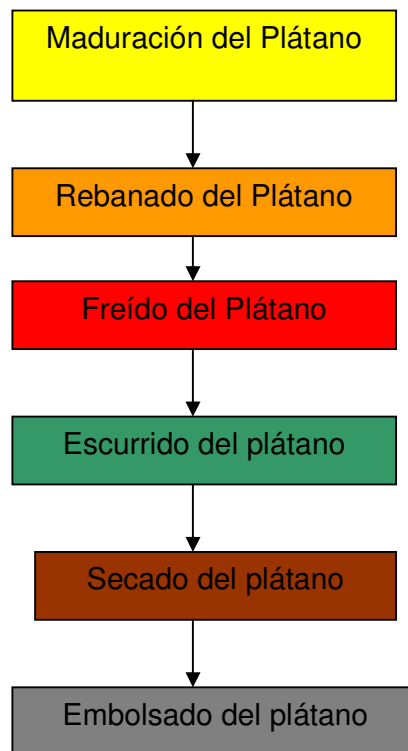 Maduración del Plátano
Rebanado del Plátano
Freído del Plátano
Escurrido del plátano
Secado del plátano
Embolsado del plátano